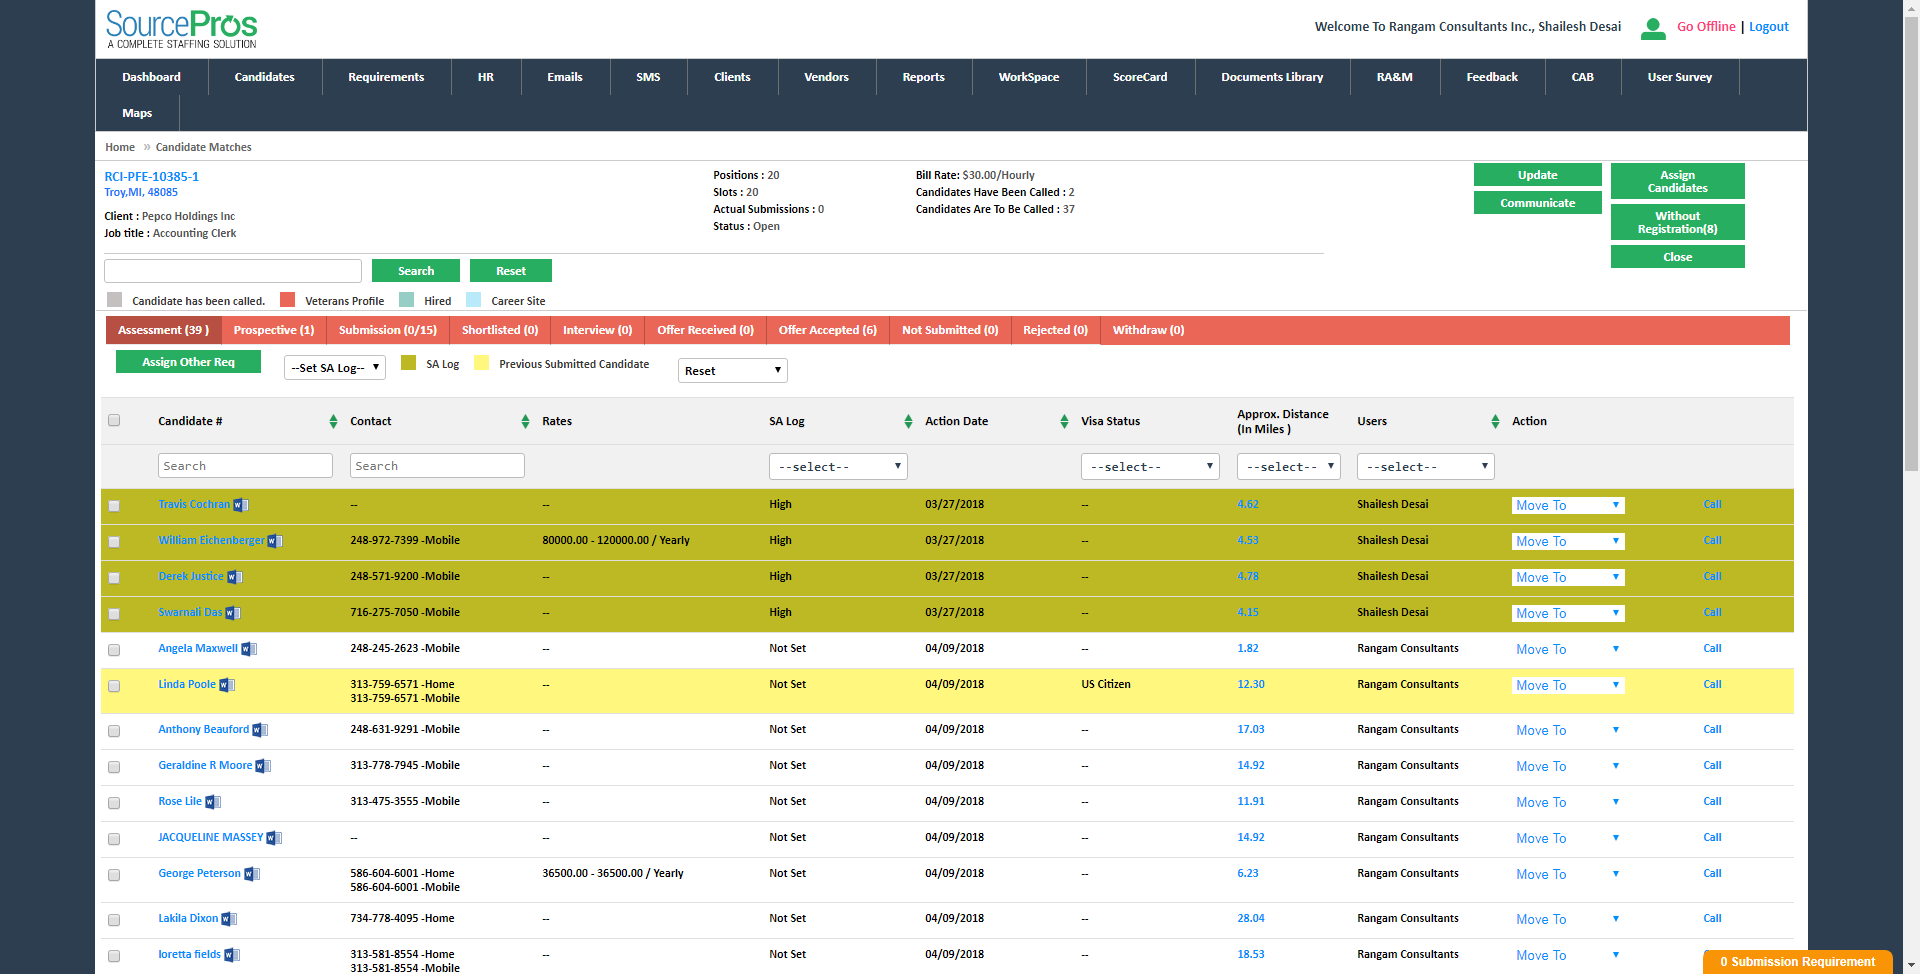 SourcePros
A COMPLETE STAFFING SOLUTION
Welcome To Rangam Consultants Inc., Shailesh Desai Go Offline | Logout
Dashboard Candidates Requirements HR Emails SMS Clients Vendors Reports WorkSpace ScoreCard Documents Library RA&M Feedback CAB User Survey
Maps
Home » Candidate Matches
RCI-PFE-10385-1
Troy,MI, 48085
Client : Pepco Holdings Inc
Job title : Accounting Clerk
Positions : 20
Slots : 20
Actual Submissions : 0
Status : Open
Bill Rate: $30.00/Hourly
Candidates Have Been Called : 2
Candidates Are To Be Called : 37
Update
Communicate
Assign
Candidates
Without
Registration(8)
Close
Search Reset
Candidate has been called. Veterans Profile Hired Career Site
Assessment (39 ) Prospective (1) Submission (0/15) Shortlisted (0) Interview (0) Offer Received (0) Offer Accepted (6) Not Submitted (0) Rejected (0) Withdraw (0)
Assign Other Req --Set SA Log-- SA Log Previous Submitted Candidate Reset
Candidate # Contact Rates SA Log Action Date Visa Status Approx. Distance (In Miles ) Users Action
Search Search --select-- --select-- --select-- --select--
Travis Cochran -- -- High 03/27/2018 -- 4.62 Shailesh Desai Move To Call
William Eichenberger 248-972-7399 -Mobile 80000.00 - 120000.00 / Yearly High 03/27/2018 -- 4.53 Shailesh Desai Move To Call
Derek Justice 248-571-9200 -Mobile -- High 03/27/2018 -- 4.78 Shailesh Desai Move To Call
Swarnali Das 716-275-7050 -Mobile -- High 03/27/2018 -- 4.15 Shailesh Desai Move To Call
Angela Maxwell 248-245-2623 -Mobile -- Not Set 04/09/2018 -- 1.82 Rangam Consultants Move To Call
Linda Poole 313-759-6571 -Home -- Not Set 04/09/2018 US Citizen 12.30 Rangam Consultants Move To Call
313-759-6571 -Mobile
Anthony Beauford 248-631-9291 -Mobile -- Not Set 04/09/2018 -- 17.03 Rangam Consultants Move To Call
Geraldine R Moore 313-778-7945 -Mobile -- Not Set 04/09/2018 -- 14.92 Rangam Consultants Move To Call
Rose Lile 313-475-3555 -Mobile -- Not Set 04/09/2018 -- 11.91 Rangam Consultants Move To Call
JACQUELINE MASSEY -- -- Not Set 04/09/2018 -- 14.92 Rangam Consultants Move To Call
George Peterson 586-604-6001 -Home 36500.00 - 36500.00 / Yearly Not Set 04/09/2018 -- 6.23 Rangam Consultants Move To Call
586-604-6001 -Mobile
Lakila Dixon 734-778-4095 -Home -- Not Set 04/09/2018 -- 28.04 Rangam Consultants Move To Call
loretta fields 313-581-8554 -Home -- Not Set 04/09/2018 -- 18.53 Rangam Consultants Move To
313-581-8554 -Mobile
0 Submission Requirement